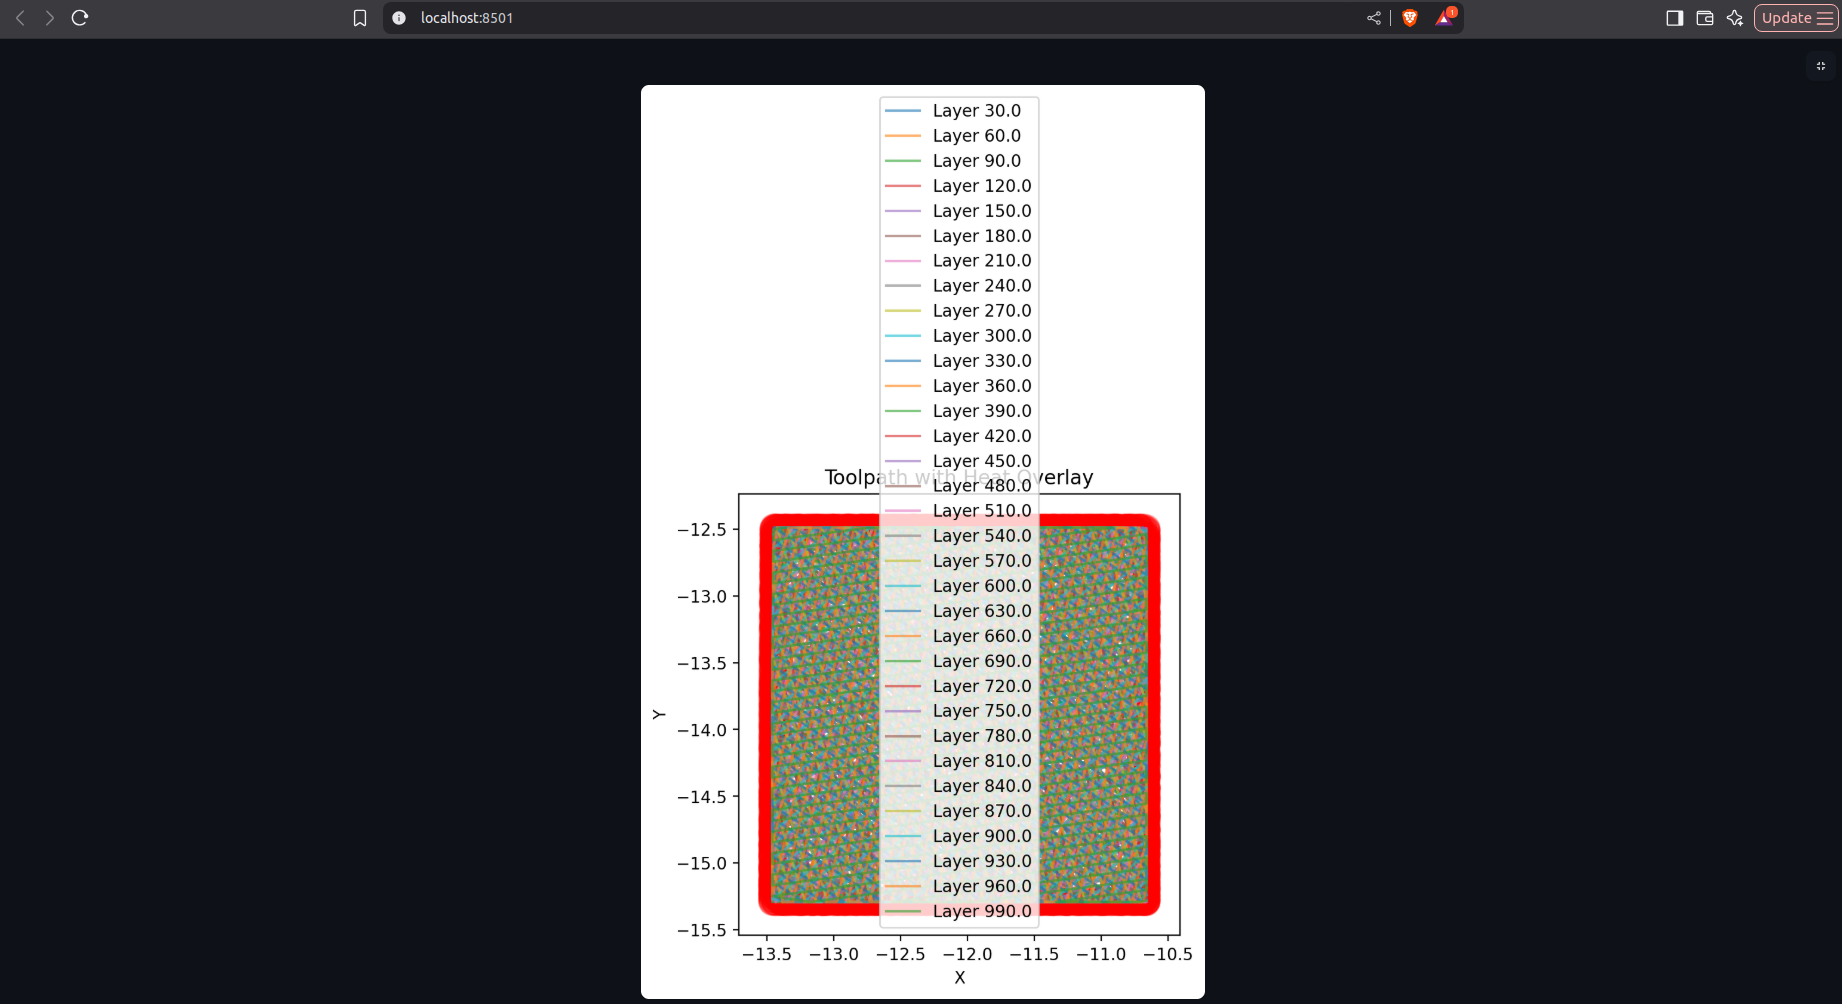 localhost:8501
1
Update
Layer 30.0
Layer 60.0
Layer 90.0
Layer 120.0
Layer 150.0
Layer 180.0
Layer 210.0
Layer 240.0
Layer 270.0
Layer 300.0
Layer 330.0
Layer 360.0
Layer 390.0
Layer 420.0
Layer 450.0
Toolpath with Heat Overlay
Layer 480.0
Layer 510.0
Layer 540.0
Layer 570.0
Layer 600.0
Layer 630.0
Layer 660.0
Layer 690.0
Layer 720.0
Layer 750.0
Layer 780.0
Layer 810.0
Layer 840.0
Layer 870.0
Layer 900.0
Layer 930.0
Layer 960.0
Layer 990.0
−12.5
−13.0
−13.5
−14.0
−14.5
−15.0
−15.5
Y
−13.5 −13.0 −12.5 −12.0 −11.5 −11.0 −10.5
X